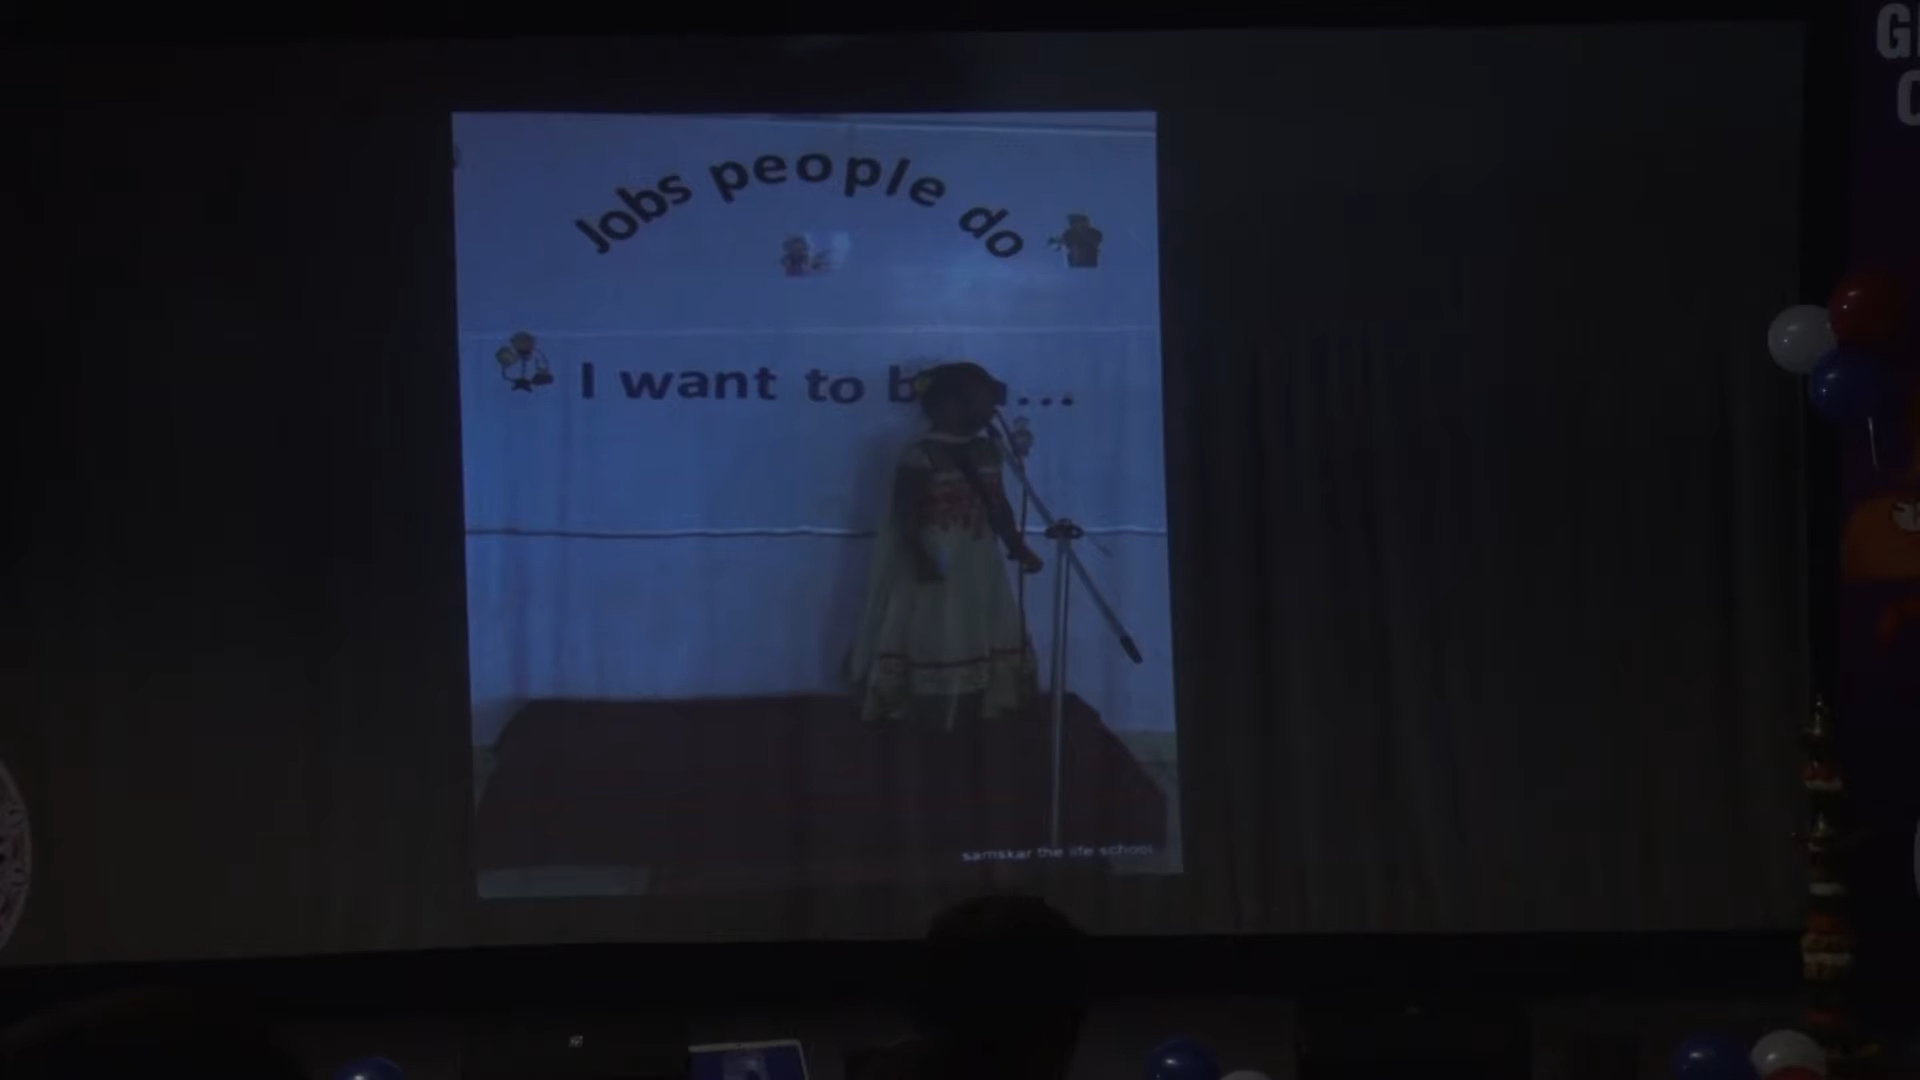 Jobs people do
I want to b...
samskar the life school
G
C